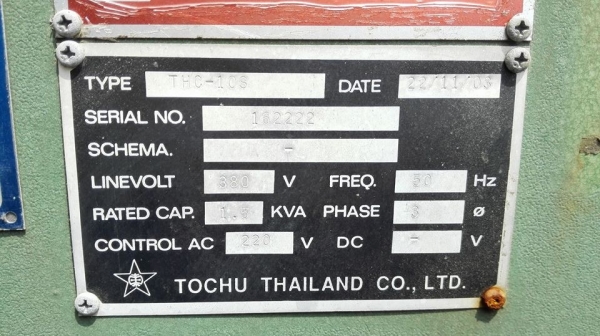 TYPE THC-10S DATE 22/11/03
SERIAL NO. 102222
SCHEMA. -
LINEVOLT 380 V FREQ. 50 Hz
RATED CAP. KVA PHASE 3 ø
CONTROL AC 220 V DC - V
TOCHU THAILAND CO., LTD.